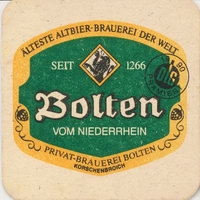 ÄLTESTE ALTBIER-BRAUEREI DER WELT
SEIT 1266
Bolten
VOM NIEDERRHEIN
PRIVAT-BRAUEREI BOLTEN
KORSCHENBROICH